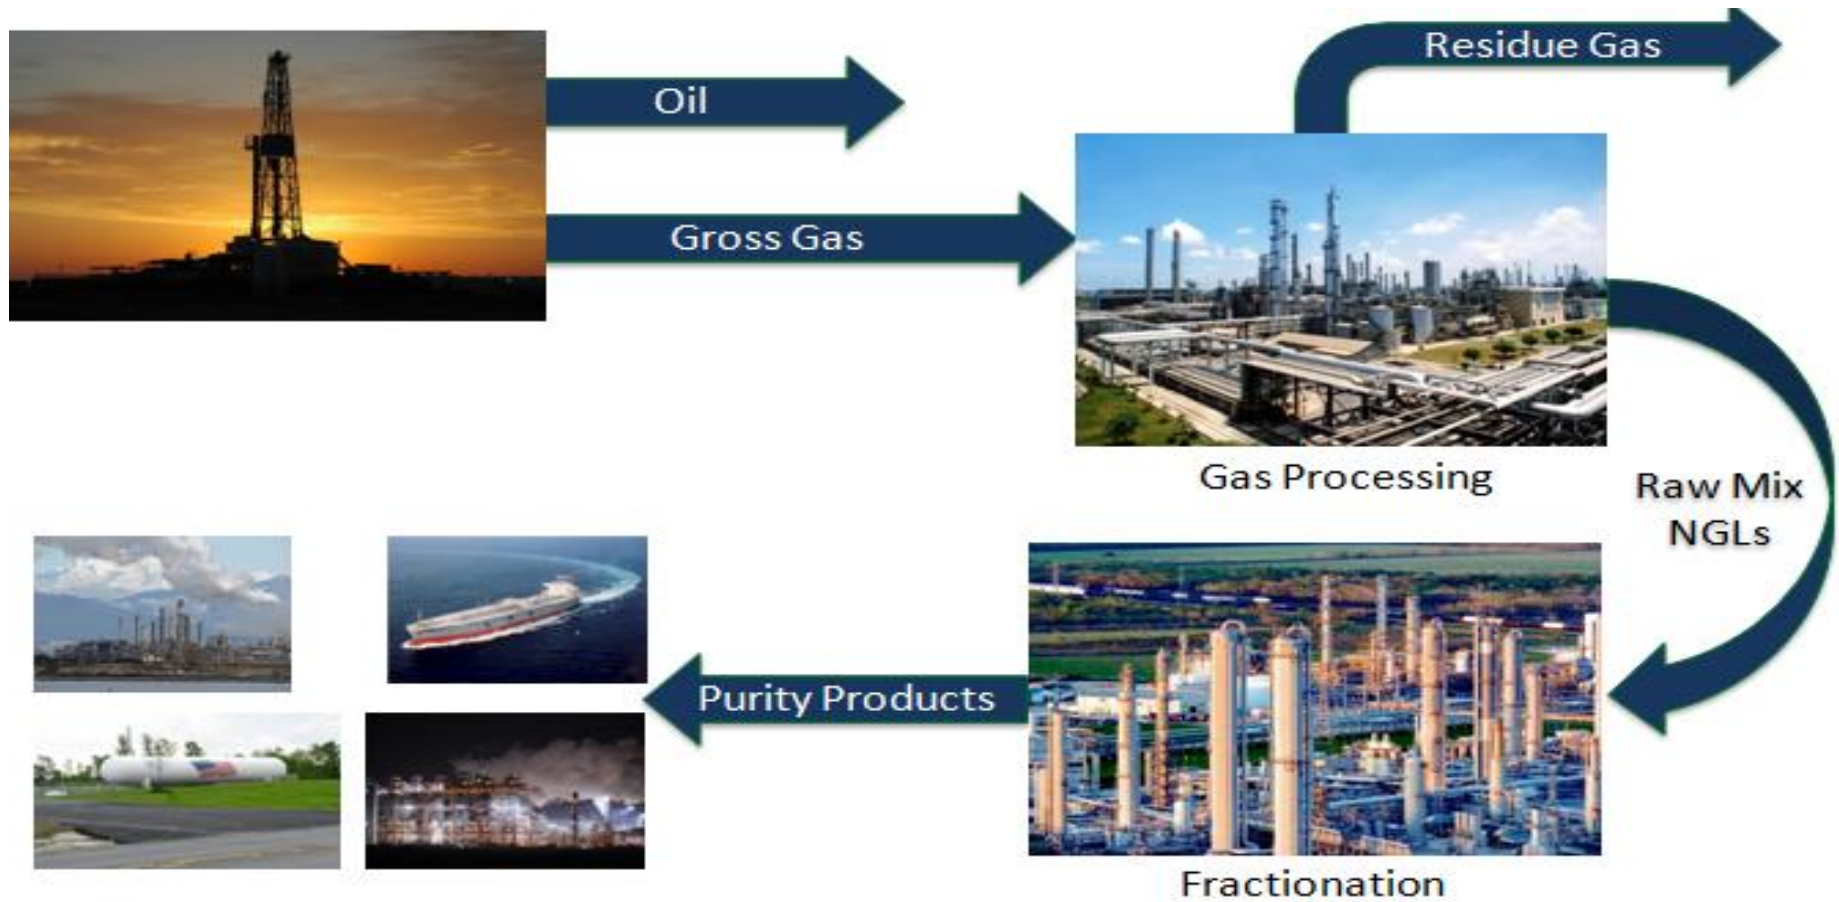 Oil
Residue Gas
Gross Gas
Gas Processing
Raw Mix
NGLs
Purity Products
Fractionation